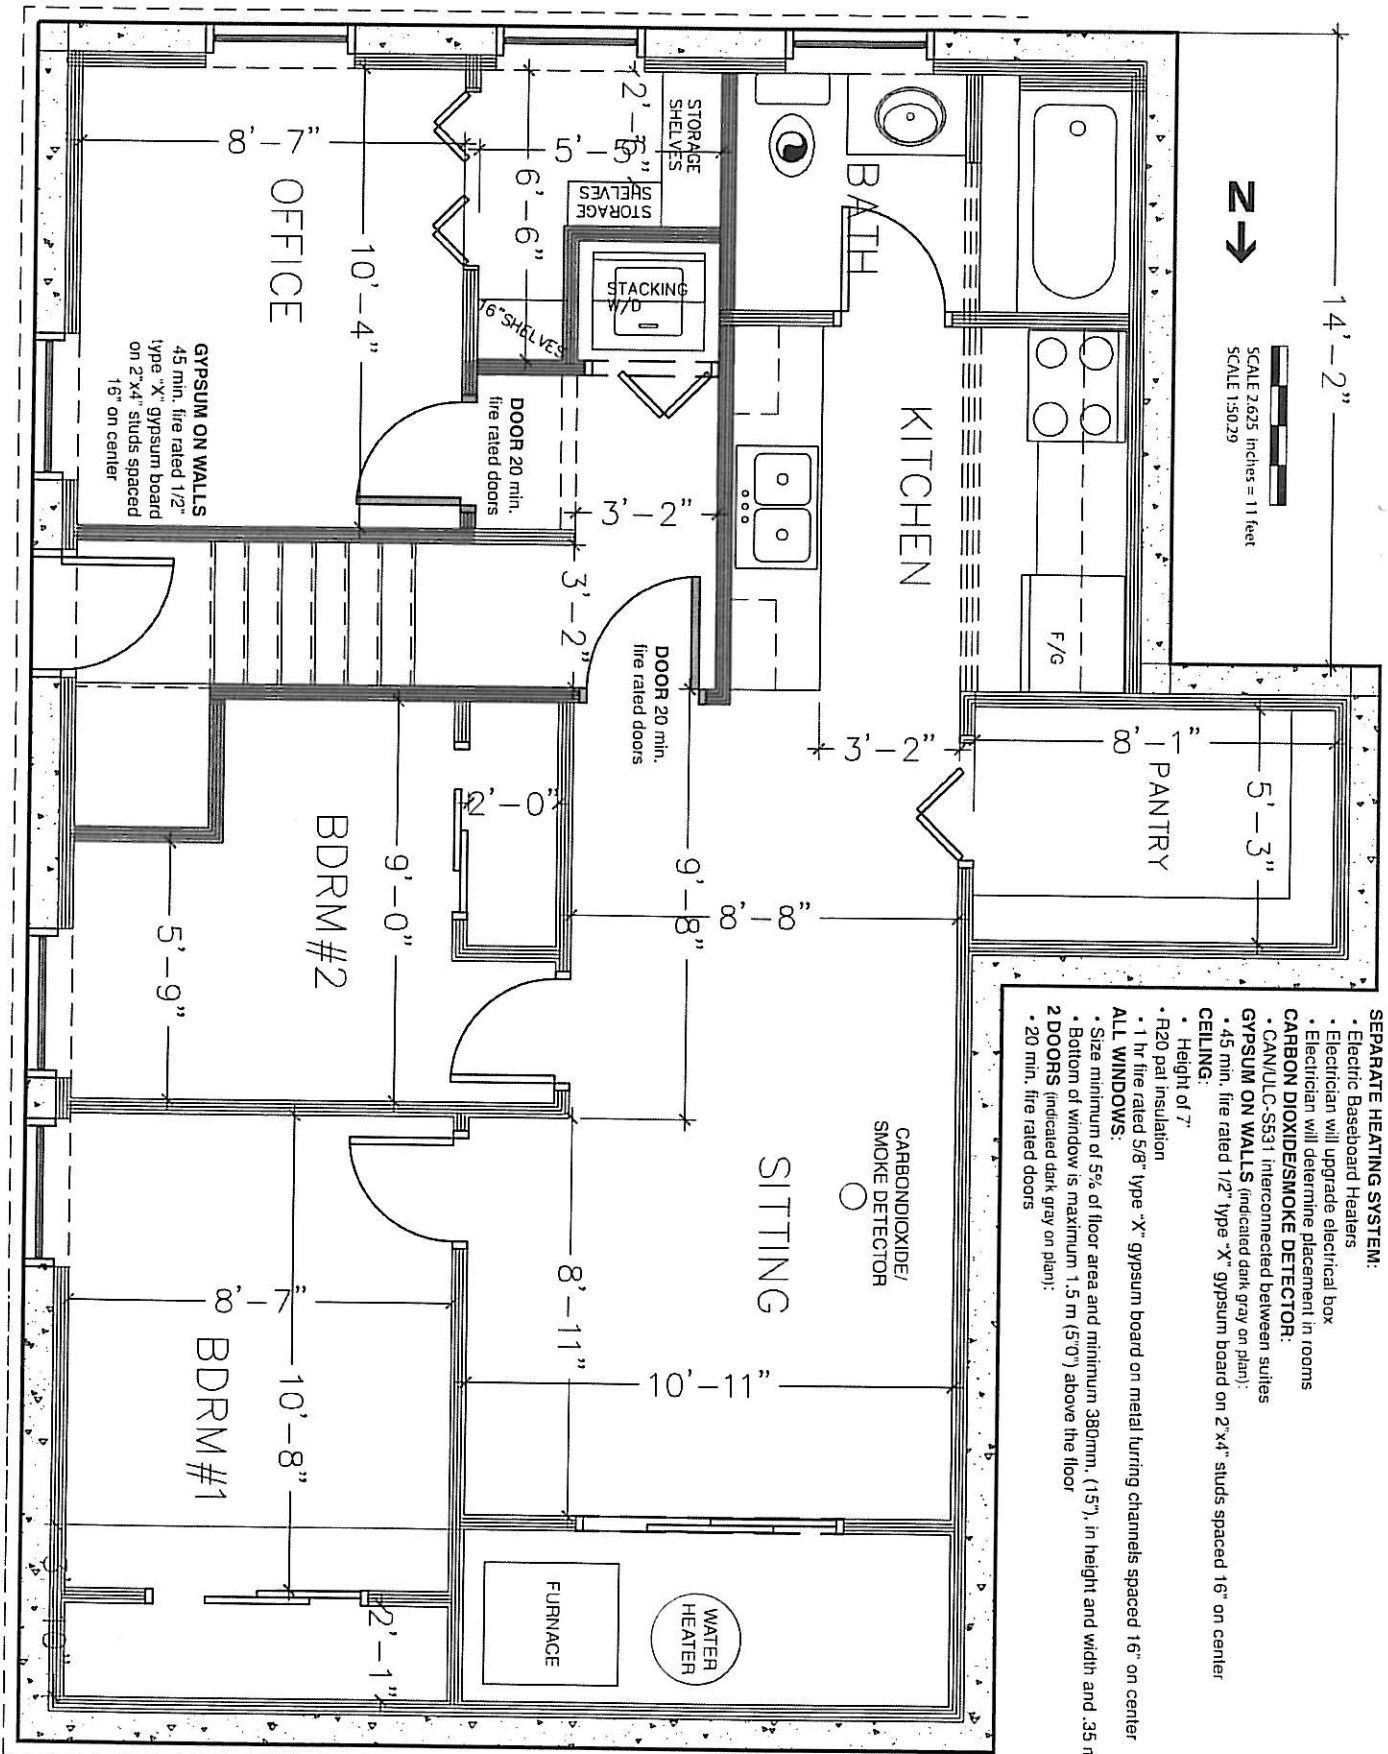 14'-2"
N
SCALE 2.625 inches = 11 feet
SCALE 1:50.29
SEPARATE HEATING SYSTEM:
• Electric Baseboard Heaters
• Electrician will upgrade electrical box
• Electrician will determine placement in rooms
CARBON DIOXIDE/SMOKE DETECTOR:
• CAN/ULC-S531 interconnected between suites
GYPSUM ON WALLS (indicated dark gray on plan):
• 45 min. fire rated 1/2" type "X" gypsum board on 2"x4" studs spaced 16" on center
CEILING:
• Height of 7'
• R20 pat insulation
• 1 hr fire rated 5/8" type "X" gypsum board on metal furring channels spaced 16" on center
ALL WINDOWS:
• Size minimum of 5% of floor area and minimum 380mm, (15"), in height and width and .35 m
• Bottom of window is maximum 1.5 m (5'0") above the floor
2 DOORS (indicated dark gray on plan):
• 20 min. fire rated doors
8'-1"
PANTRY
5'-3"
F/G
KITCHEN
BATH
3'-2"
STORAGE
SHELVES
STORAGE
SHELVES
5'-5"
6'-6"
16"SHELVES
STACKING
W/D
3'-2"
3'-2"
DOOR 20 min.
fire rated doors
DOOR 20 min.
fire rated doors
8'-7"
OFFICE
10'-4"
GYPSUM ON WALLS
45 min. fire rated 1/2"
type "X" gypsum board
on 2"x4" studs spaced
16" on center
9'-8"
8'-8"
CARBONDIOXIDE/
SMOKE DETECTOR
SITTING
8'-11"
10'-11"
2'-0"
BDRM#2
9'-0"
5'-9"
8'-7"
BDRM#1
10'-8"
2'-1"
FURNACE
WATER
HEATER